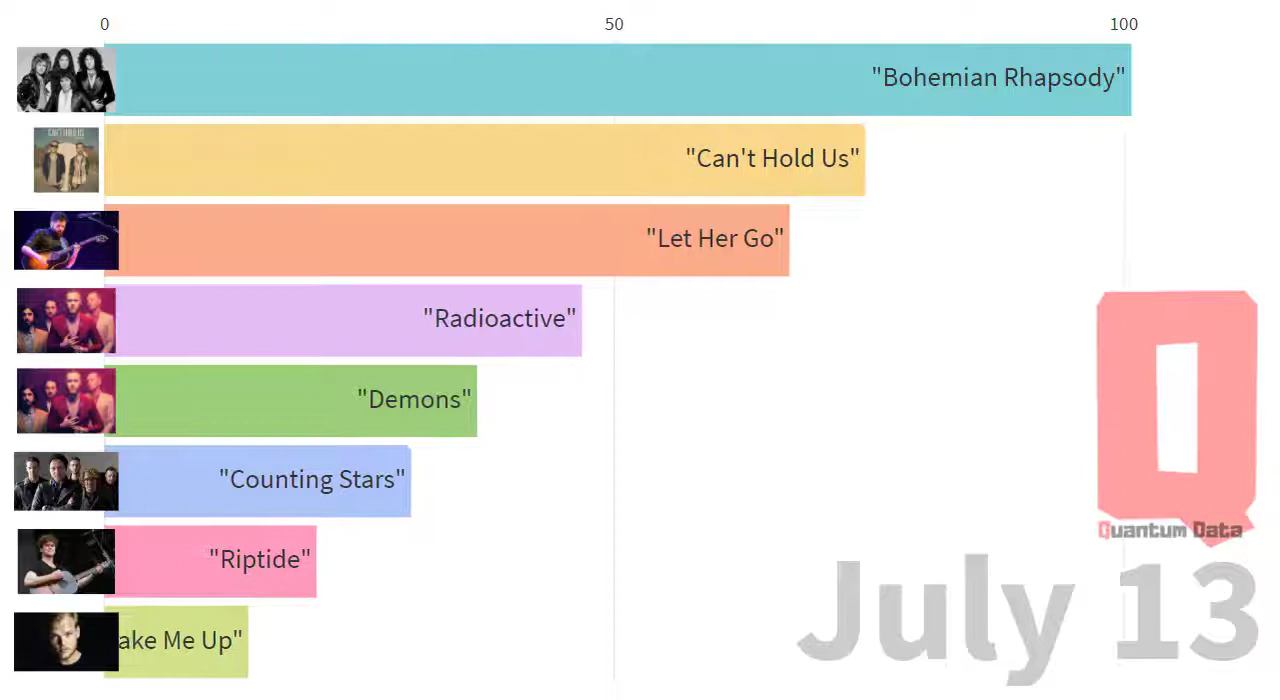 0 50 100
"Bohemian Rhapsody"
"Can't Hold Us"
"Let Her Go"
"Radioactive"
"Demons"
"Counting Stars"
"Riptide"
ake Me Up"
Quantum Data
July 13